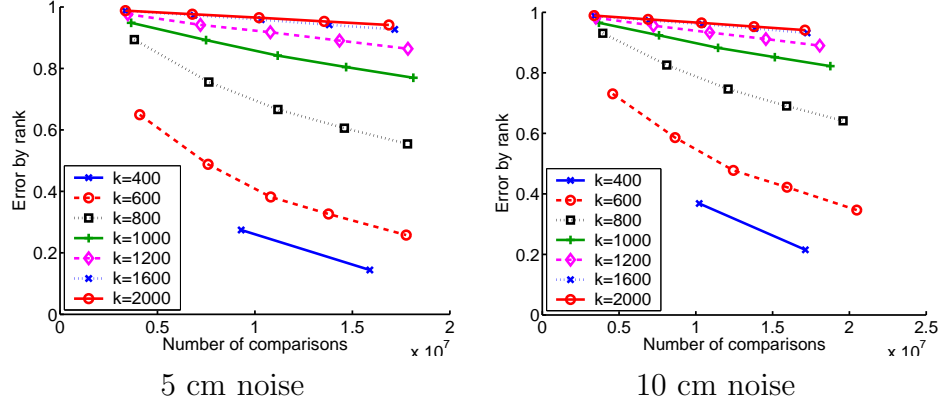 1
0.8
0.6
0.4
0.2
0
Error by rank
k=400
k=600
k=800
k=1000
k=1200
k=1600
k=2000
0 0.5 1 1.5 2
Number of comparisons
x 10^7
5 cm noise
1
0.8
0.6
0.4
0.2
0
Error by rank
k=400
k=600
k=800
k=1000
k=1200
k=1600
k=2000
0 0.5 1 1.5 2 2.5
Number of comparisons
x 10^7
10 cm noise